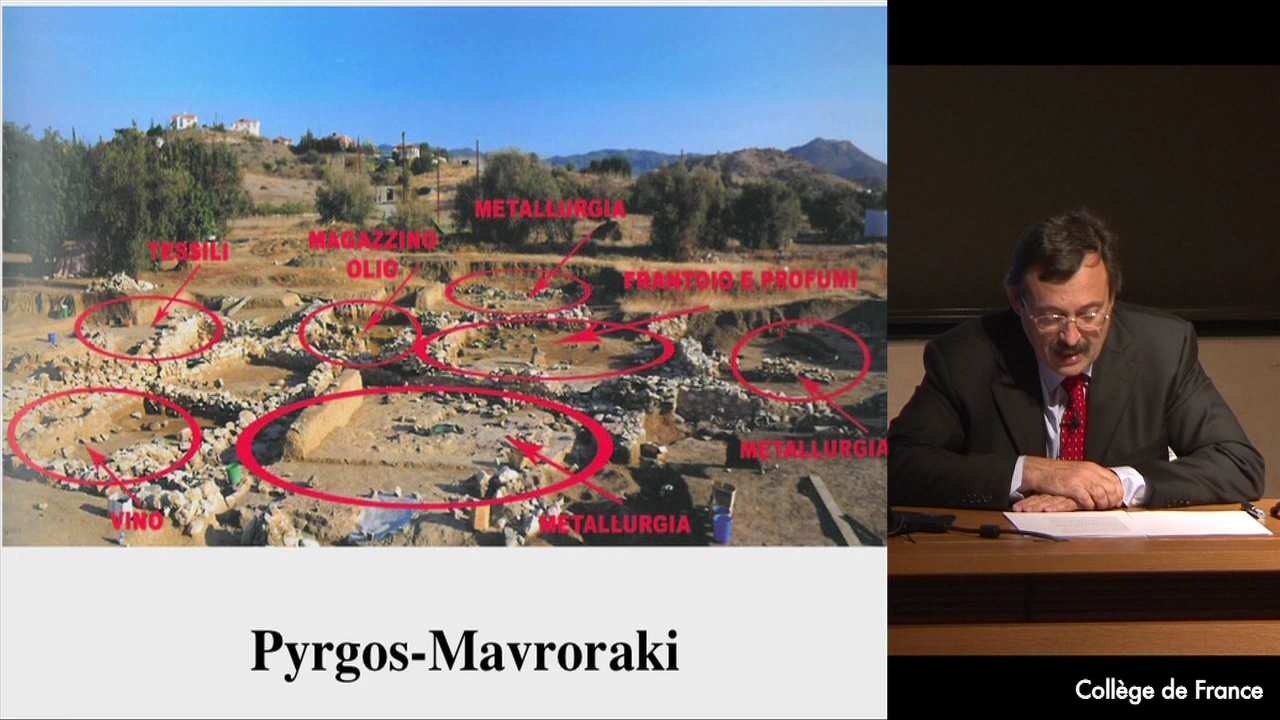 METALLURGIA
TESSILI
MAGAZZINO
OLIO
FRANTOIO E PROFUMI
METALLURGIA
VINO
METALLURGIA
Pyrgos-Mavroraki
Collège de France